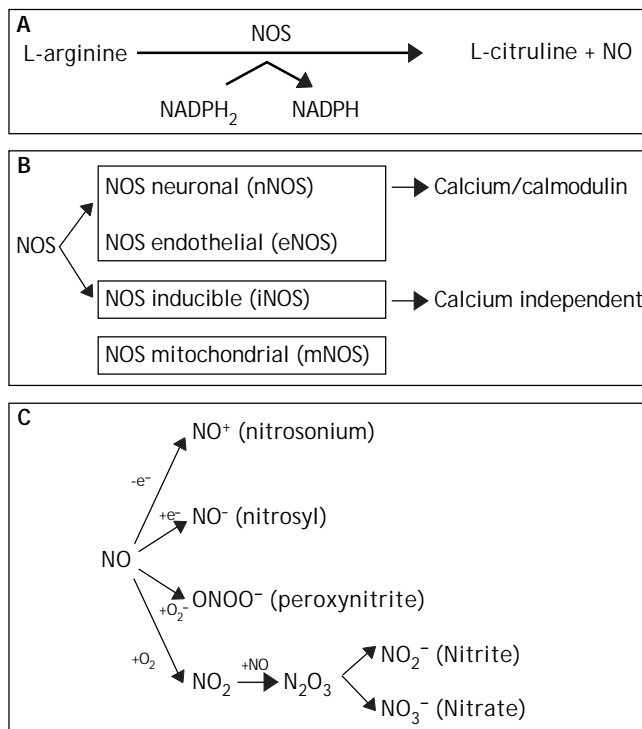 A
NOS
L-arginine
L-citruline + NO
NADPH₂
NADPH
B
NOS neuronal (nNOS)
Calcium/calmodulin
NOS
NOS endothelial (eNOS)
NOS inducible (iNOS)
Calcium independent
NOS mitochondrial (mNOS)
C
NO⁺ (nitrosonium)
-e⁻
+e⁻
NO⁻ (nitrosyl)
NO
ONOO⁻ (peroxynitrite)
+O₂⁻
+O₂
NO₂
+NO
N₂O₃
NO₂⁻ (Nitrite)
NO₃⁻ (Nitrate)